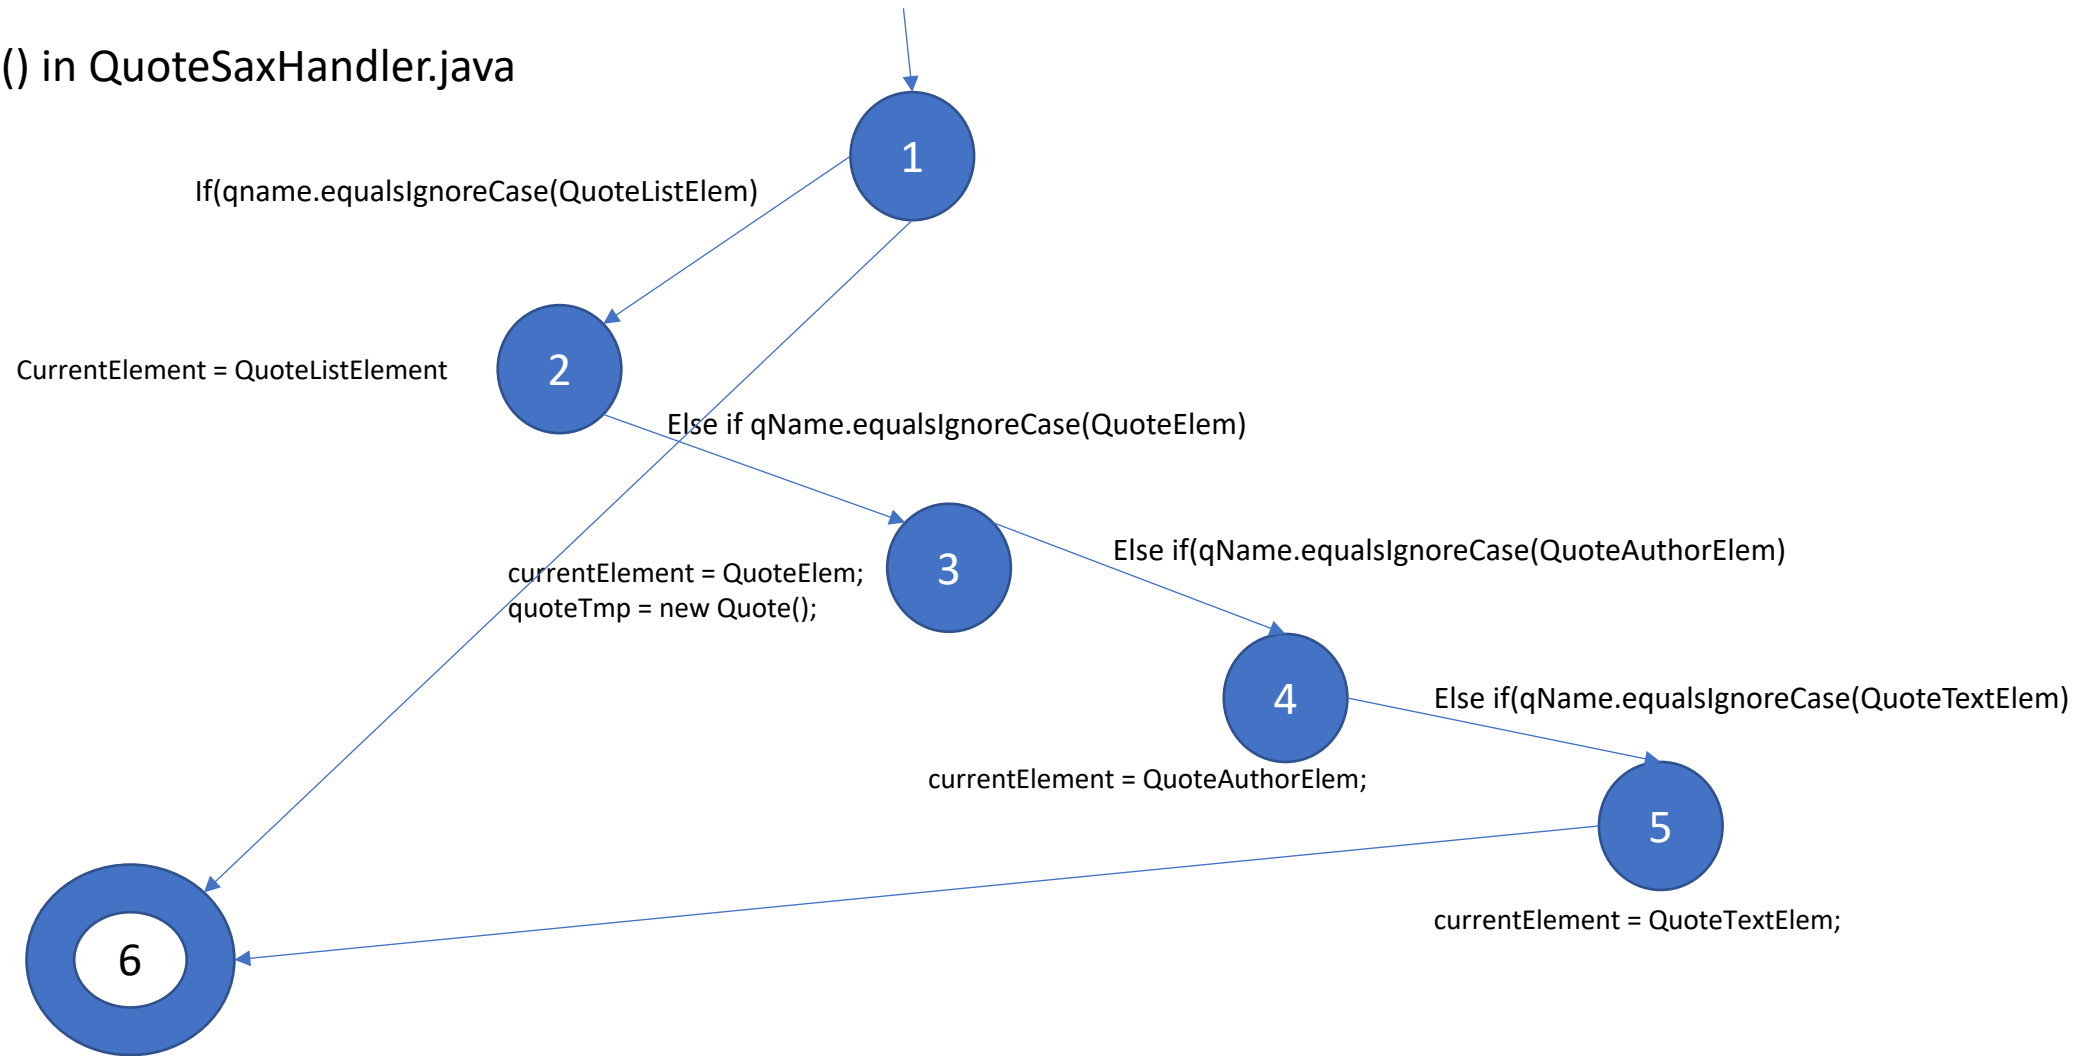 () in QuoteSaxHandler.java
1
If(qname.equalsIgnoreCase(QuoteListElem)
CurrentElement = QuoteListElement
2
Else if qName.equalsIgnoreCase(QuoteElem)
currentElement = QuoteElem;
quoteTmp = new Quote();
3
Else if(qName.equalsIgnoreCase(QuoteAuthorElem)
4
Else if(qName.equalsIgnoreCase(QuoteTextElem)
currentElement = QuoteAuthorElem;
5
currentElement = QuoteTextElem;
6